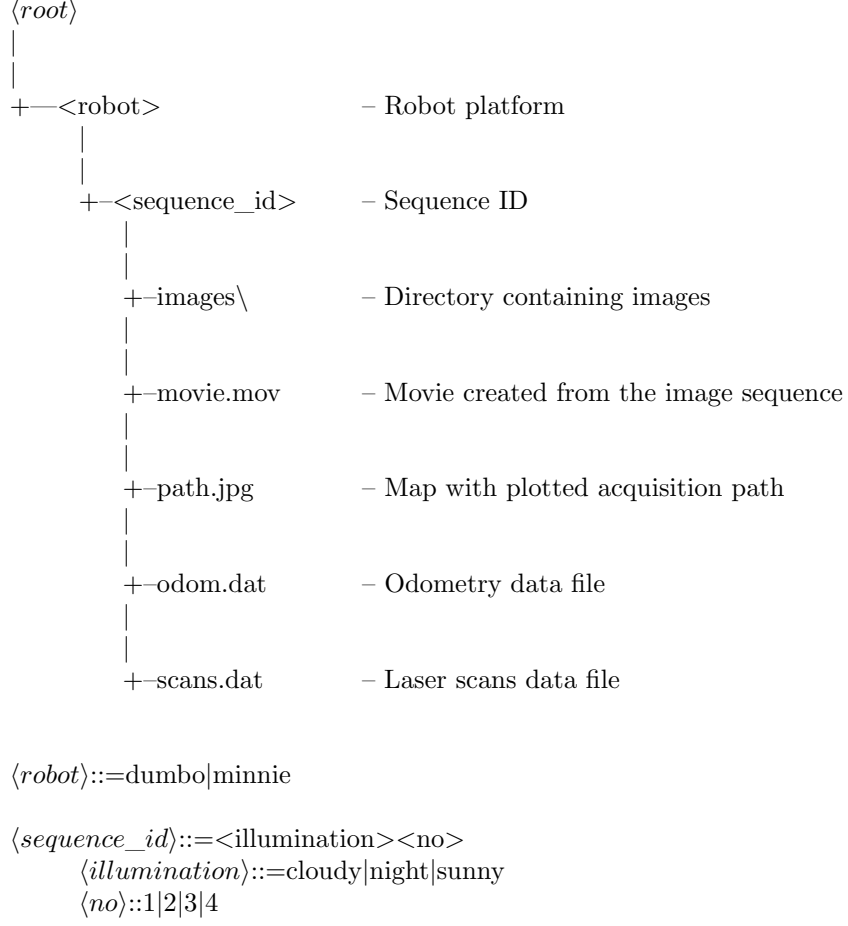 ⟨root⟩
|
|
+—<robot> – Robot platform
|
|
+–<sequence_id> – Sequence ID
|
|
+–images\ – Directory containing images
|
|
+–movie.mov – Movie created from the image sequence
|
|
+–path.jpg – Map with plotted acquisition path
|
|
+–odom.dat – Odometry data file
|
|
+–scans.dat – Laser scans data file
⟨robot⟩::=dumbo|minnie
⟨sequence_id⟩::=<illumination><no>
⟨illumination⟩::=cloudy|night|sunny
⟨no⟩::1|2|3|4